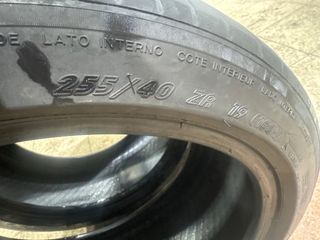 DE LATO INTERNO COTE INTERIEUR
255/40 ZR 19